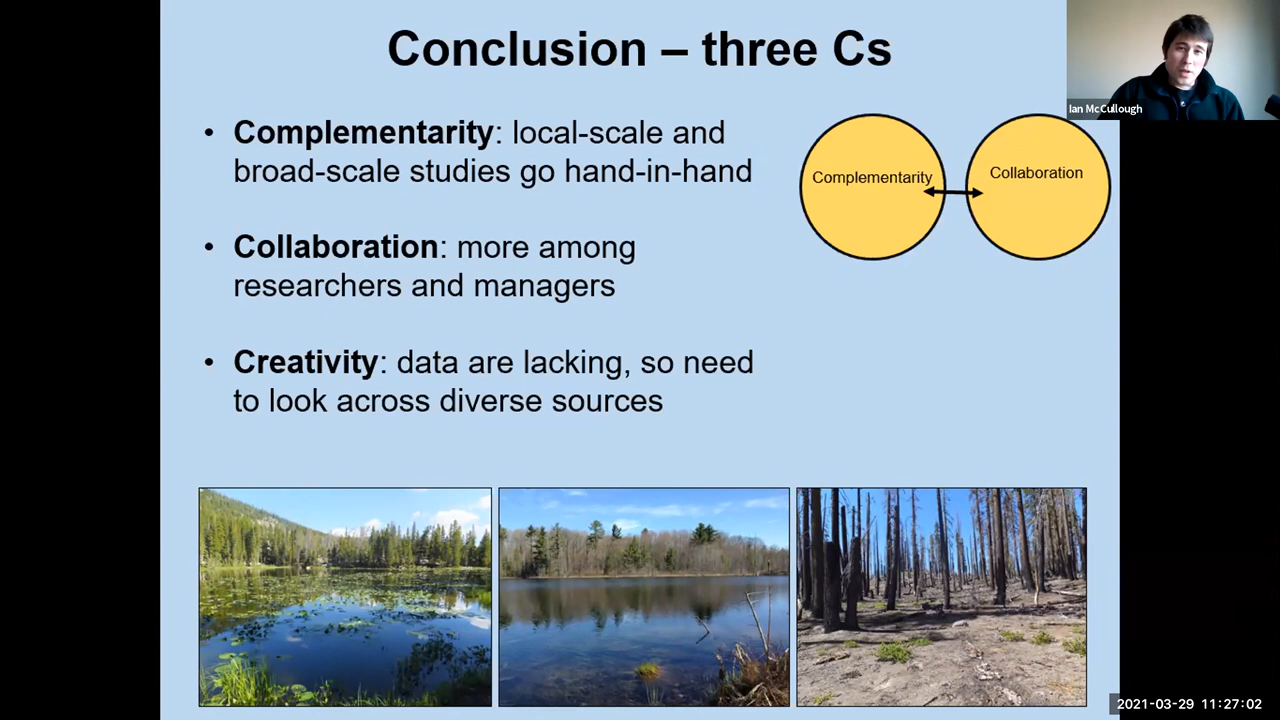 Conclusion – three Cs
Ian McCullough
• Complementarity: local-scale and
broad-scale studies go hand-in-hand
• Collaboration: more among
researchers and managers
• Creativity: data are lacking, so need
to look across diverse sources
Complementarity
Collaboration
2021-03-29 11:27:02